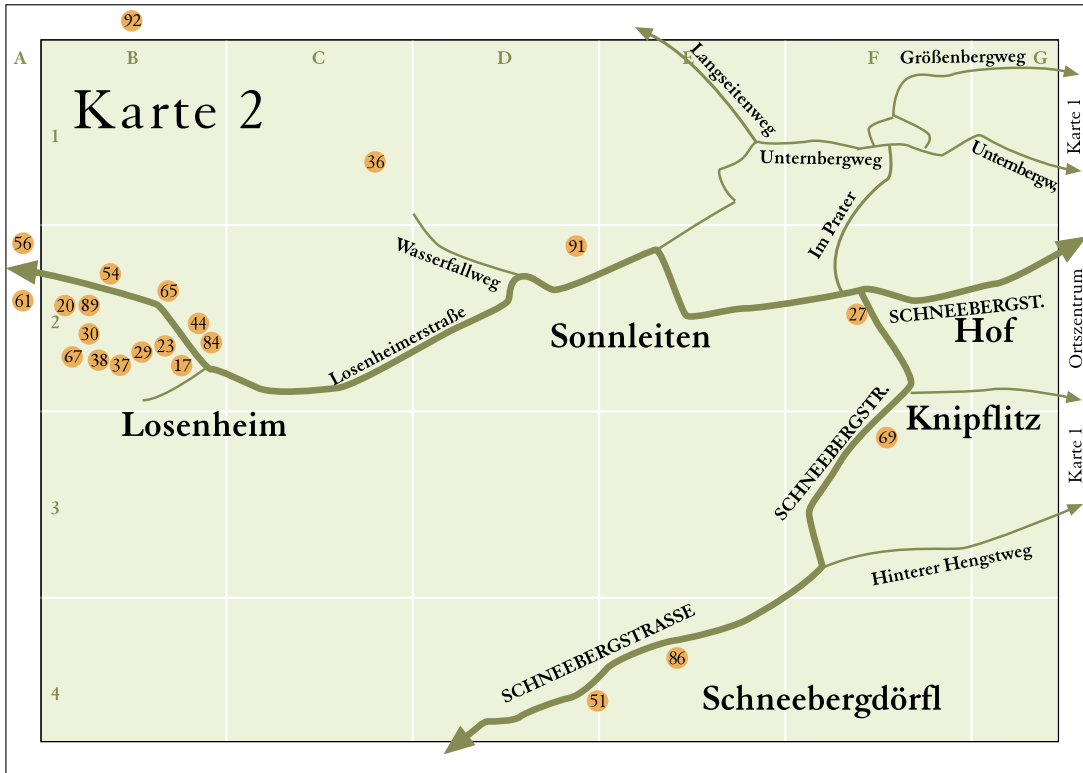 92
A B C D E F G
Größenbergweg
Langseitenweg
Karte 2
Karte 1
1
Unternbergweg
Unternbergw,
36
Im Prater
56
Wasserfallweg
91
54
65
61
20 89
2
44
27
SCHNEEBERGST.
Ortszentrum
30
84
Losenheimerstraße
Sonnleiten
Hof
67 38 37 29 23 17
Losenheim
SCHNEEBERGSTR.
Knipflitz
69
Karte 1
3
Hinterer Hengstweg
SCHNEEBERGSTRASSE
86
4
51
Schneebergdörfl